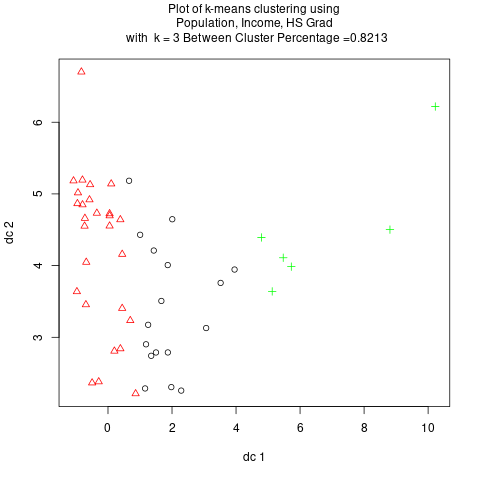 Plot of k-means clustering using
Population, Income, HS Grad
with k = 3 Between Cluster Percentage =0.8213
6
5
4
3
dc 2
0 2 4 6 8 10
dc 1